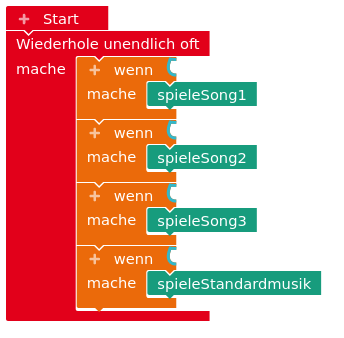 + Start
Wiederhole unendlich oft
mache
+ wenn
mache spieleSong1
+ wenn
mache spieleSong2
+ wenn
mache spieleSong3
+ wenn
mache spieleStandardmusik